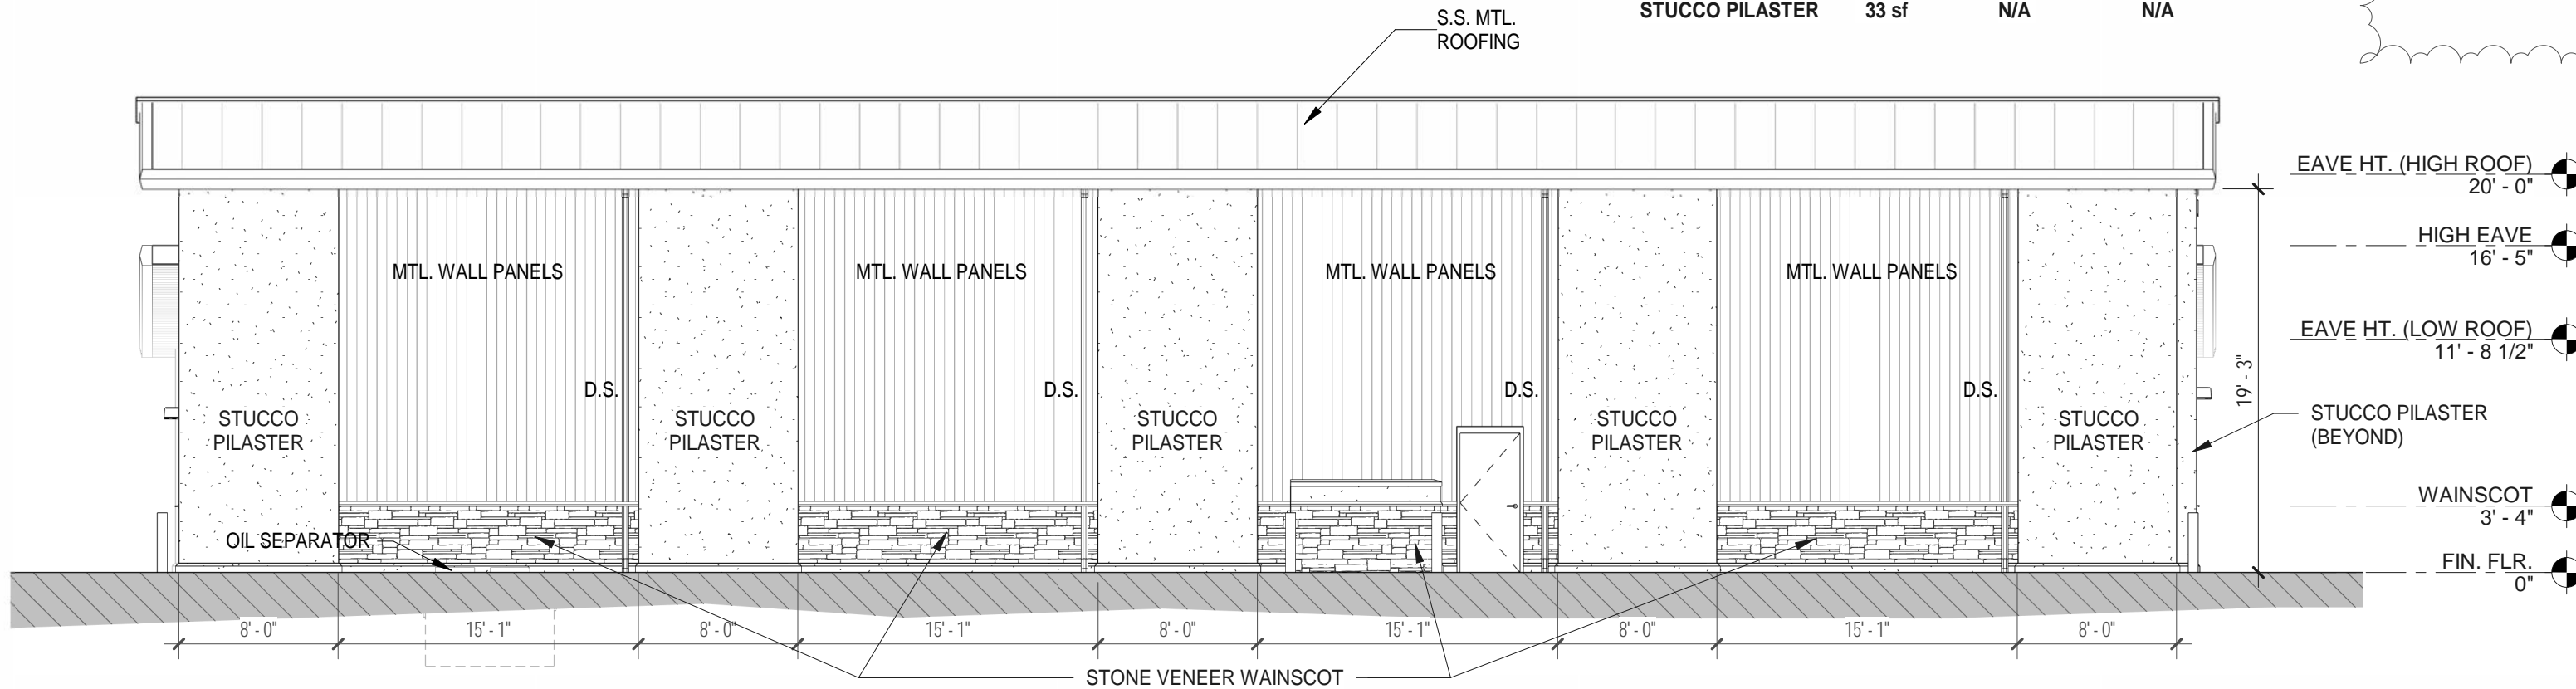 STUCCO PILASTER 33 sf N/A N/A
S.S. MTL.
ROOFING
EAVE HT. (HIGH ROOF)
20' - 0"
HIGH EAVE
16' - 5"
EAVE HT. (LOW ROOF)
11' - 8 1/2"
19' - 3"
STUCCO PILASTER
(BEYOND)
WAINSCOT
3' - 4"
FIN. FLR.
0"
MTL. WALL PANELS
MTL. WALL PANELS
MTL. WALL PANELS
MTL. WALL PANELS
D.S.
D.S.
D.S.
D.S.
STUCCO
PILASTER
STUCCO
PILASTER
STUCCO
PILASTER
STUCCO
PILASTER
STUCCO
PILASTER
OIL SEPARATOR
8' - 0"
15' - 1"
8' - 0"
15' - 1"
8' - 0"
15' - 1"
8' - 0"
15' - 1"
8' - 0"
STONE VENEER WAINSCOT